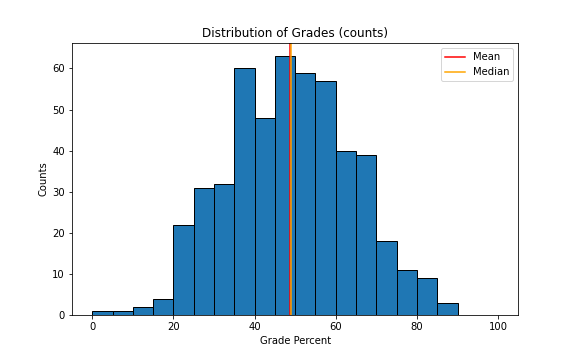 Distribution of Grades (counts)
Mean
Median
60
50
40
30
20
10
0
Counts
0 20 40 60 80 100
Grade Percent